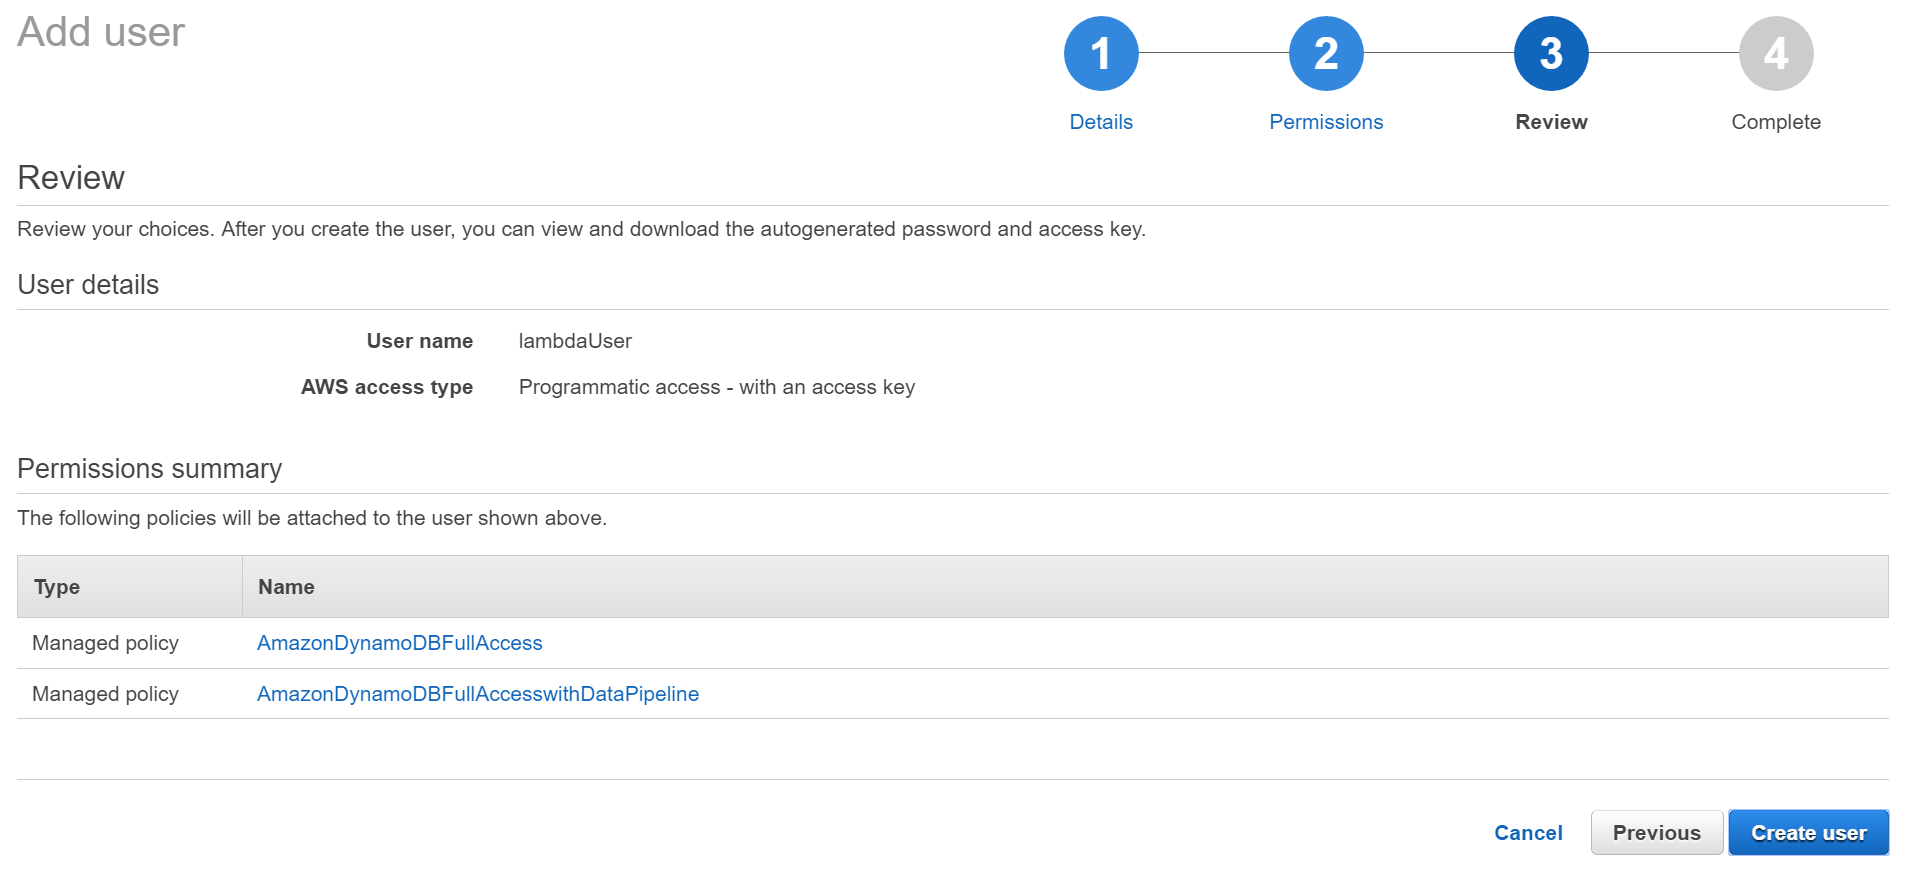 Add user
1
2
3
4
Details
Permissions
Review
Complete
Review
Review your choices. After you create the user, you can view and download the autogenerated password and access key.
User details
User name lambdaUser
AWS access type Programmatic access - with an access key
Permissions summary
The following policies will be attached to the user shown above.
Type Name
Managed policy AmazonDynamoDBFullAccess
Managed policy AmazonDynamoDBFullAccesswithDataPipeline
Cancel Previous Create user